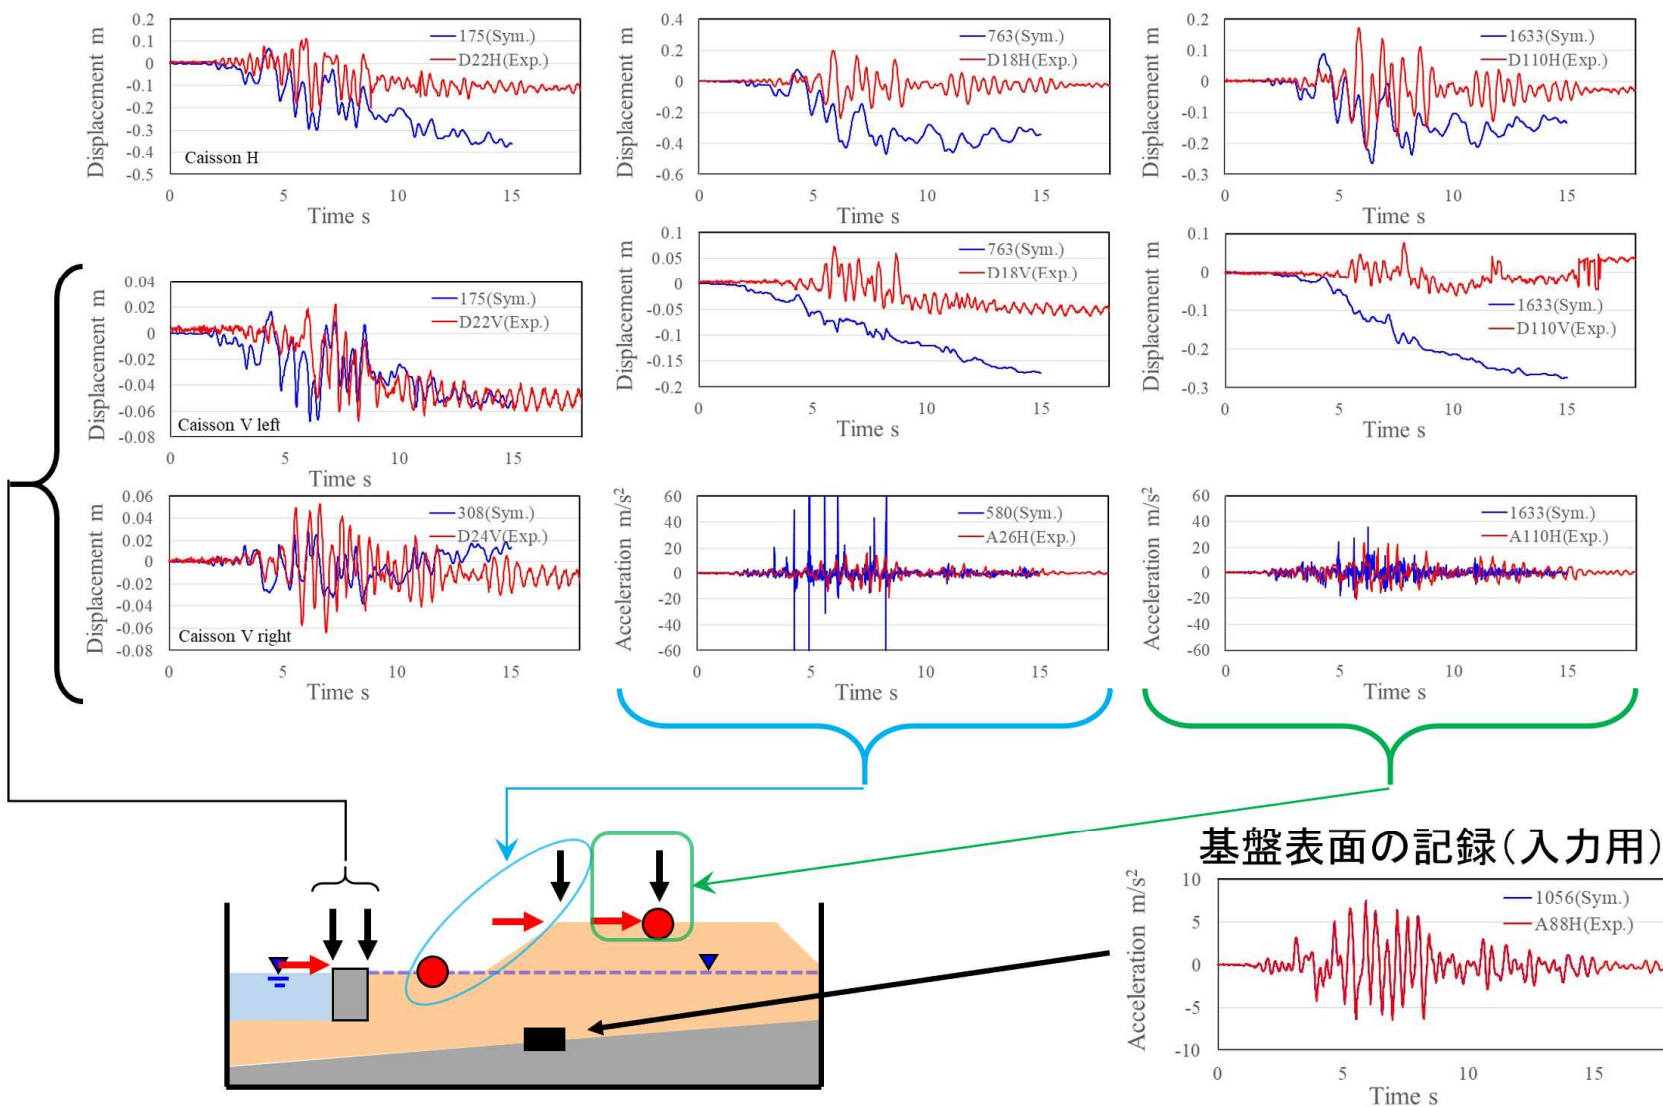 0.2
0.1
0
-0.1
-0.2
-0.3
-0.4
-0.5
Displacement m
175(Sym.)
D22H(Exp.)
Caisson H
0 5 10 15
Time s
0.4
0.2
0
-0.2
-0.4
-0.6
Displacement m
763(Sym.)
D18H(Exp.)
0 5 10 15
Time s
0.2
0.1
0
-0.1
-0.2
-0.3
Displacement m
1633(Sym.)
D110H(Exp.)
0 5 10 15
Time s
0.04
0.02
0
-0.02
-0.04
-0.06
-0.08
Displacement m
175(Sym.)
D22V(Exp.)
Caisson V left
0 5 10 15
Time s
0.1
0.05
0
-0.05
-0.1
-0.15
-0.2
Displacement m
763(Sym.)
D18V(Exp.)
0 5 10 15
Time s
0.1
0
-0.1
-0.2
-0.3
Displacement m
1633(Sym.)
D110V(Exp.)
0 5 10 15
Time s
0.06
0.04
0.02
0
-0.02
-0.04
-0.06
-0.08
Displacement m
308(Sym.)
D24V(Exp.)
Caisson V right
0 5 10 15
Time s
60
40
20
0
-20
-40
-60
Acceleration m/s²
580(Sym.)
A26H(Exp.)
0 5 10 15
Time s
60
40
20
0
-20
-40
-60
Acceleration m/s²
1633(Sym.)
A110H(Exp.)
0 5 10 15
Time s
基盤表面の記録(入力用)
10
5
0
-5
-10
Acceleration m/s²
1056(Sym.)
A88H(Exp.)
0 5 10 15
Time s